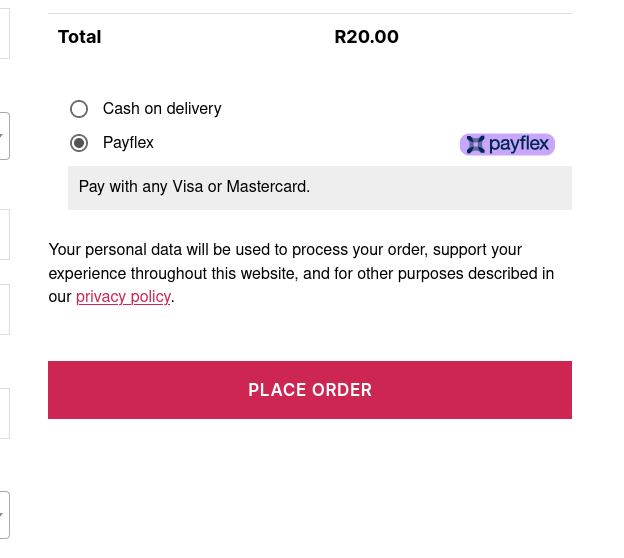 Total R20.00
Cash on delivery
Payflex payflex
Pay with any Visa or Mastercard.
Your personal data will be used to process your order, support your
experience throughout this website, and for other purposes described in
our privacy policy.
PLACE ORDER